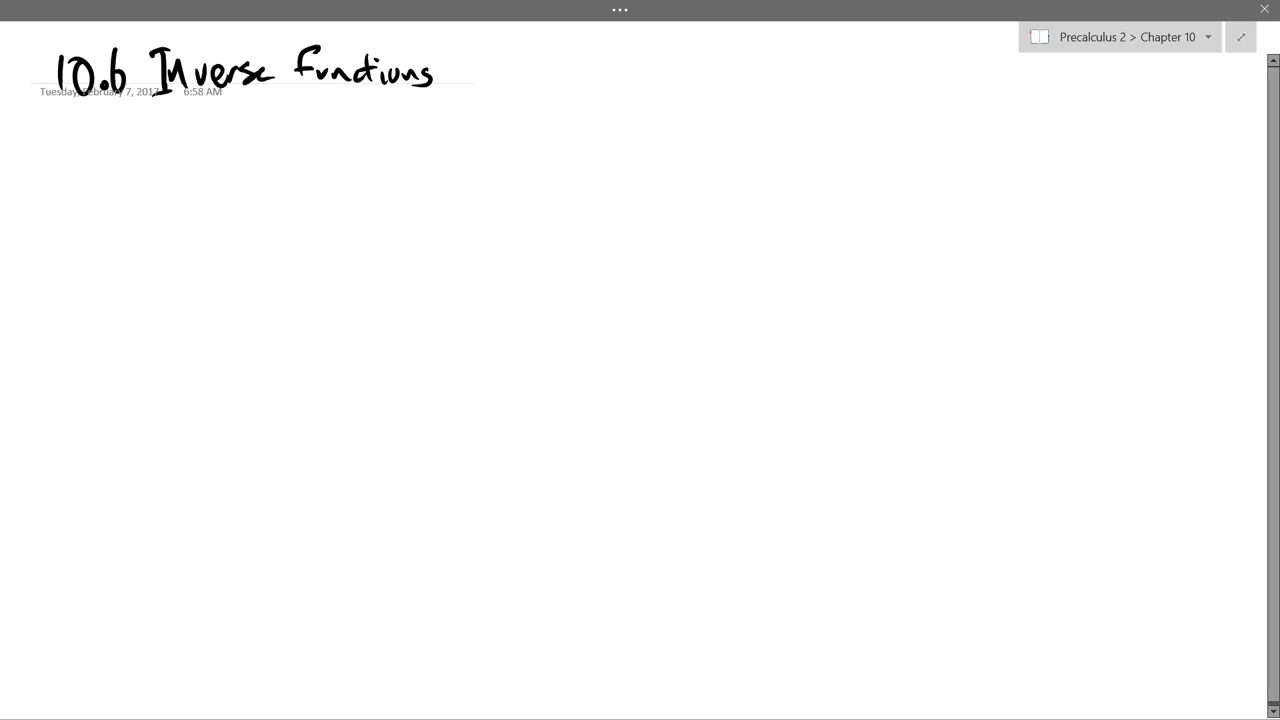 Precalculus 2 > Chapter 10
10.6 Inverse functions
Tuesday, February 7, 2017 6:58 AM